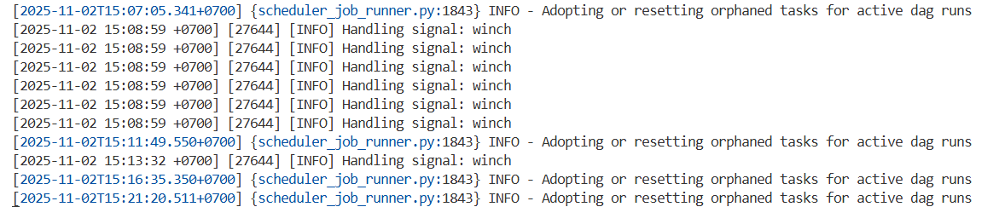 [2025-11-02T15:07:05.341+0700] {scheduler_job_runner.py:1843} INFO - Adopting or resetting orphaned tasks for active dag runs
[2025-11-02 15:08:59 +0700] [27644] [INFO] Handling signal: winch
[2025-11-02 15:08:59 +0700] [27644] [INFO] Handling signal: winch
[2025-11-02 15:08:59 +0700] [27644] [INFO] Handling signal: winch
[2025-11-02 15:08:59 +0700] [27644] [INFO] Handling signal: winch
[2025-11-02 15:08:59 +0700] [27644] [INFO] Handling signal: winch
[2025-11-02 15:08:59 +0700] [27644] [INFO] Handling signal: winch
[2025-11-02T15:11:49.550+0700] {scheduler_job_runner.py:1843} INFO - Adopting or resetting orphaned tasks for active dag runs
[2025-11-02 15:13:32 +0700] [27644] [INFO] Handling signal: winch
[2025-11-02T15:16:35.350+0700] {scheduler_job_runner.py:1843} INFO - Adopting or resetting orphaned tasks for active dag runs
[2025-11-02T15:21:20.511+0700] {scheduler_job_runner.py:1843} INFO - Adopting or resetting orphaned tasks for active dag runs